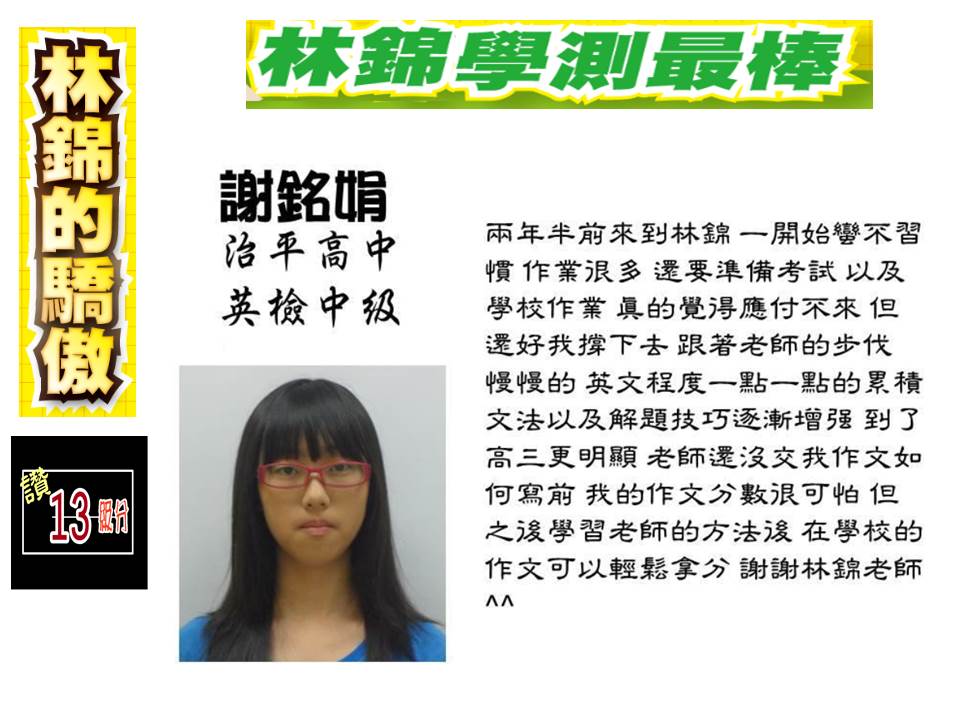 林錦學測最棒
林錦的驕傲
讚
13級分
謝銘娟
治平高中
英檢中級
兩年半前來到林錦 一開始蠻不習
慣 作業很多 還要準備考試 以及
學校作業 真的覺得應付不來 但
還好我撐下去 跟著老師的步伐
慢慢的 英文程度一點一點的累積
文法以及解題技巧逐漸增強 到了
高三更明顯 老師還沒交我作文如
何寫前 我的作文分數很可怕 但
之後學習老師的方法後 在學校的
作文可以輕鬆拿分 謝謝林錦老師
^^